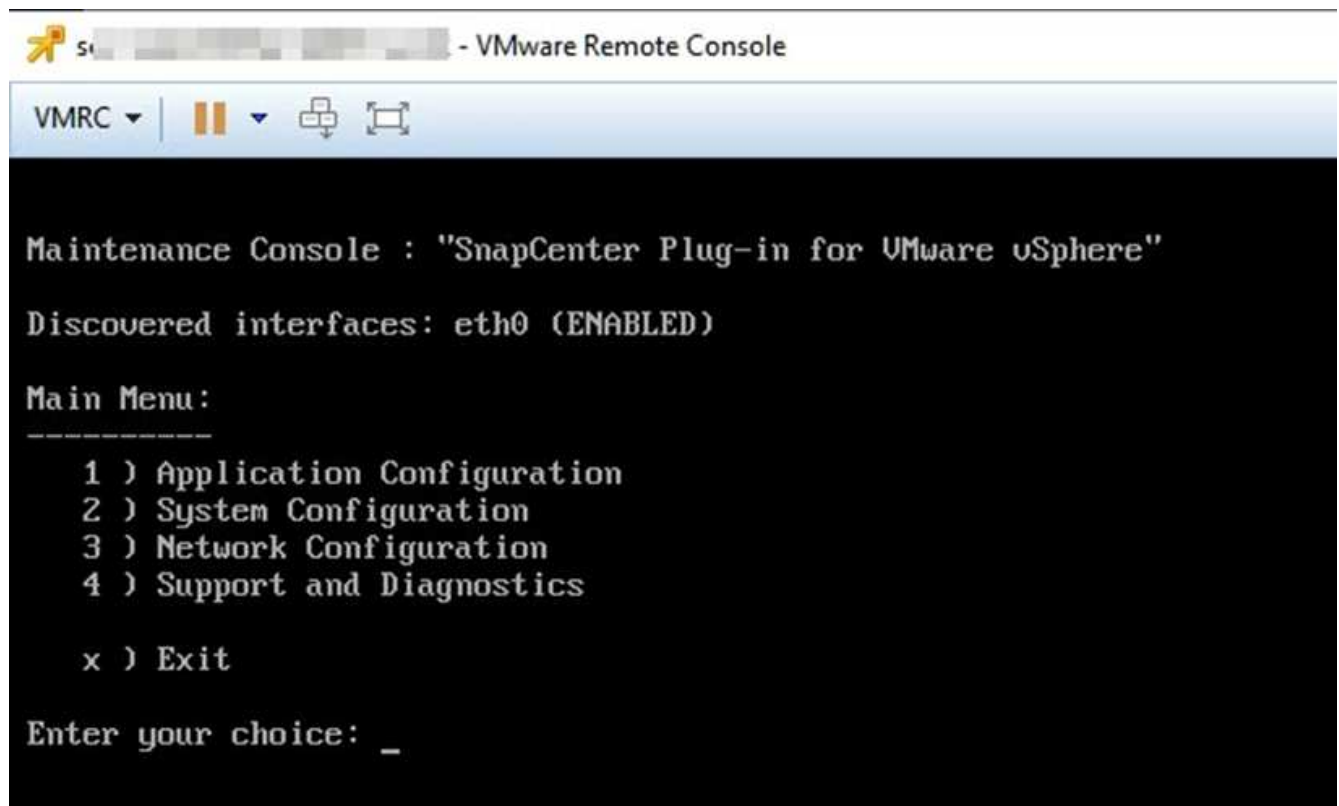 - VMware Remote Console
VMRC
Maintenance Console : "SnapCenter Plug-in for VMware vSphere"
Discovered interfaces: eth0 (ENABLED)
Main Menu:
----------
1 ) Application Configuration
2 ) System Configuration
3 ) Network Configuration
4 ) Support and Diagnostics
x ) Exit
Enter your choice: _